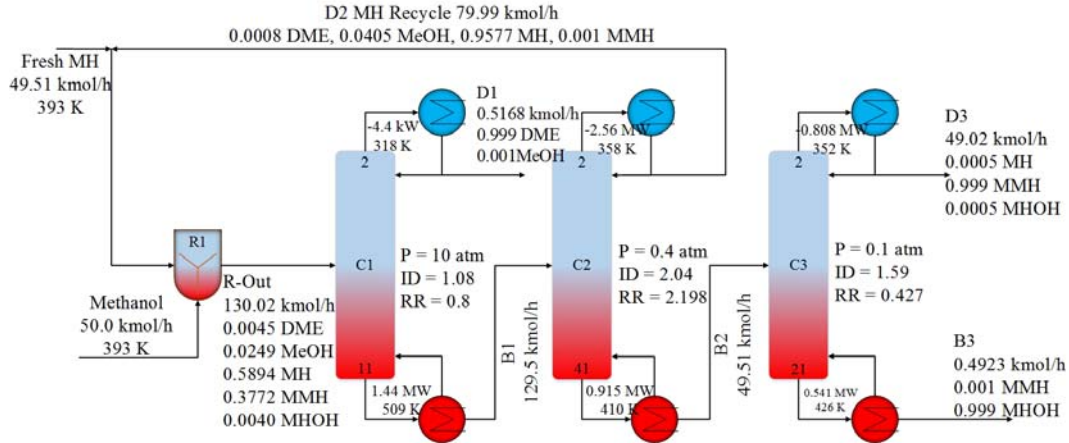 D2 MH Recycle 79.99 kmol/h
0.0008 DME, 0.0405 MeOH, 0.9577 MH, 0.001 MMH
Fresh MH
49.51 kmol/h
393 K
-4.4 kW
318 K
D1
0.5168 kmol/h
0.999 DME
0.001MeOH
-2.56 MW
358 K
-0.808 MW
352 K
D3
49.02 kmol/h
0.0005 MH
0.999 MMH
0.0005 MHOH
2
2
2
R1
C1
P = 10 atm
ID = 1.08
RR = 0.8
C2
P = 0.4 atm
ID = 2.04
RR = 2.198
C3
P = 0.1 atm
ID = 1.59
RR = 0.427
Methanol
50.0 kmol/h
393 K
R-Out
130.02 kmol/h
0.0045 DME
0.0249 MeOH
0.5894 MH
0.3772 MMH
0.0040 MHOH
11
1.44 MW
509 K
B1
129.5 kmol/h
41
0.915 MW
410 K
B2
49.51 kmol/h
21
0.541 MW
426 K
B3
0.4923 kmol/h
0.001 MMH
0.999 MHOH